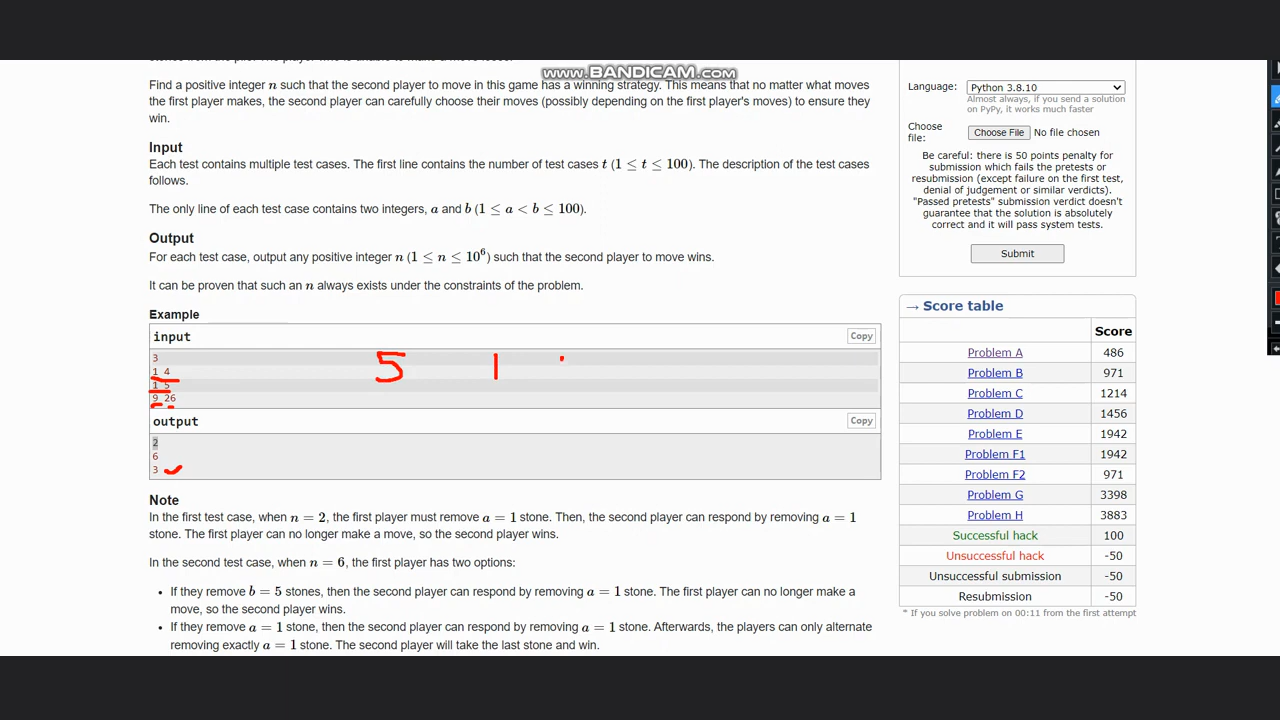 www.BANDICAM.com
Find a positive integer n such that the second player to move in this game has a winning strategy. This means that no matter what moves
the first player makes, the second player can carefully choose their moves (possibly depending on the first player's moves) to ensure they
win.
Input
Each test contains multiple test cases. The first line contains the number of test cases t (1 ≤ t ≤ 100). The description of the test cases
follows.
The only line of each test case contains two integers, a and b (1 ≤ a < b ≤ 100).
Output
For each test case, output any positive integer n (1 ≤ n ≤ 10⁶) such that the second player to move wins.
It can be proven that such an n always exists under the constraints of the problem.
Example
input
Copy
3
1 4
1 5
9 26
5 1
output
Copy
2
6
3
Note
In the first test case, when n = 2, the first player must remove a = 1 stone. Then, the second player can respond by removing a = 1
stone. The first player can no longer make a move, so the second player wins.
In the second test case, when n = 6, the first player has two options:
• If they remove b = 5 stones, then the second player can respond by removing a = 1 stone. The first player can no longer make a
move, so the second player wins.
• If they remove a = 1 stone, then the second player can respond by removing a = 1 stone. Afterwards, the players can only alternate
removing exactly a = 1 stone. The second player will take the last stone and win.
Language:
Python 3.8.10
Almost always, if you send a solution
on PyPy, it works much faster
Choose
file:
Choose File No file chosen
Be careful: there is 50 points penalty for
submission which fails the pretests or
resubmission (except failure on the first test,
denial of judgement or similar verdicts).
"Passed pretests" submission verdict doesn't
guarantee that the solution is absolutely
correct and it will pass system tests.
Submit
→ Score table
Score
Problem A 486
Problem B 971
Problem C 1214
Problem D 1456
Problem E 1942
Problem F1 1942
Problem F2 971
Problem G 3398
Problem H 3883
Successful hack 100
Unsuccessful hack -50
Unsuccessful submission -50
Resubmission -50
* If you solve problem on 00:11 from the first attempt